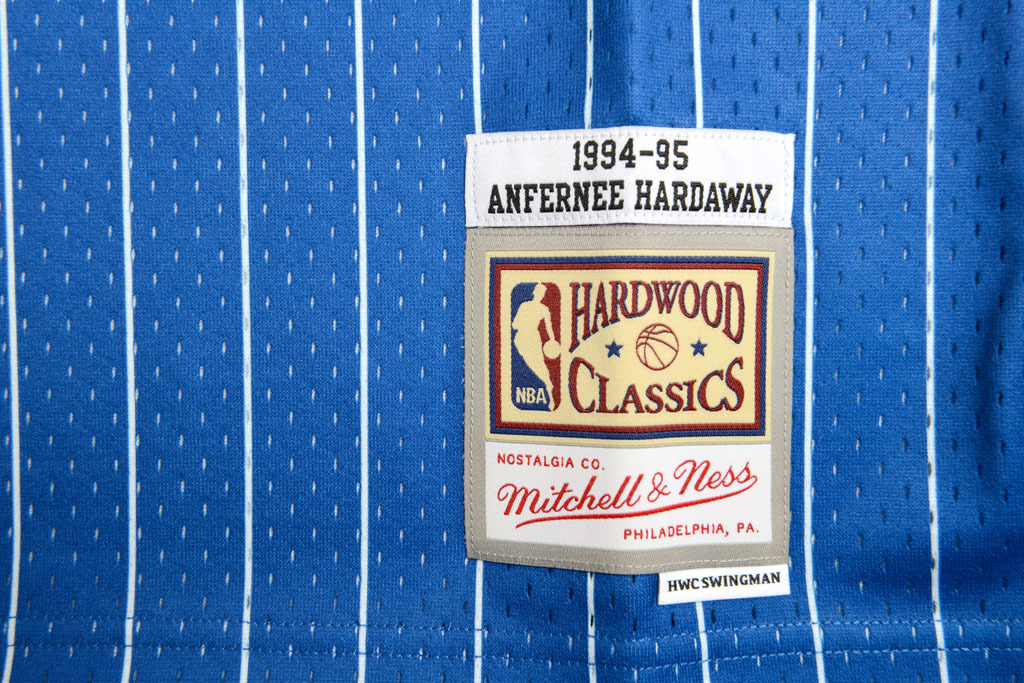 1994-95
ANFERNEE HARDAWAY
HARDWOOD
CLASSICS
NBA
NOSTALGIA CO.
Mitchell & Ness
PHILADELPHIA, PA.
HWC SWINGMAN